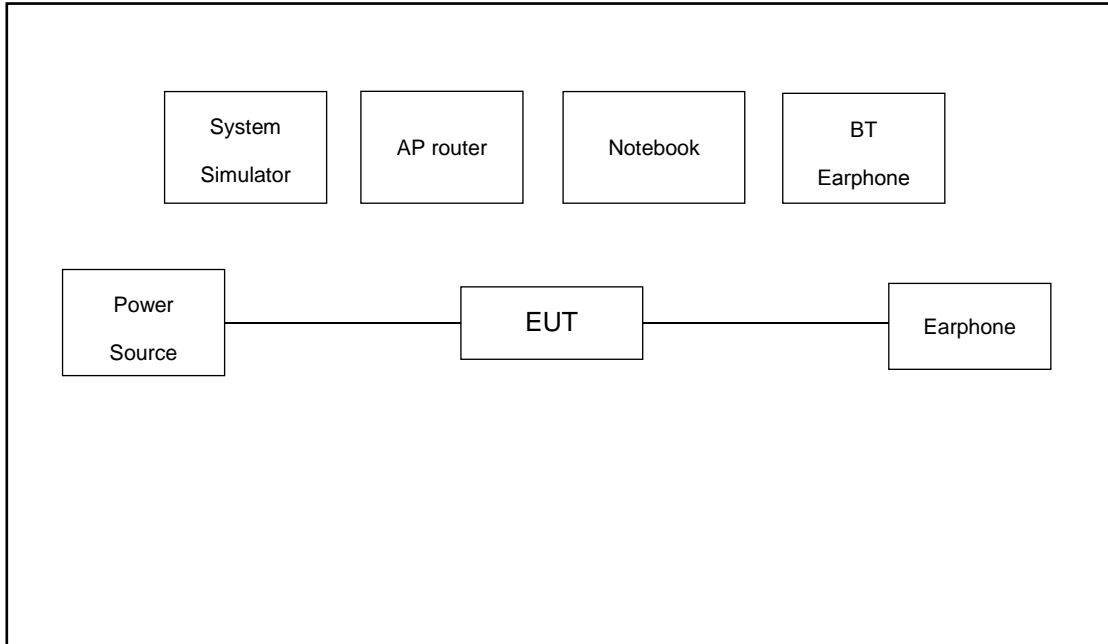 System
Simulator
AP router
Notebook
BT
Earphone
Power
Source
EUT
Earphone